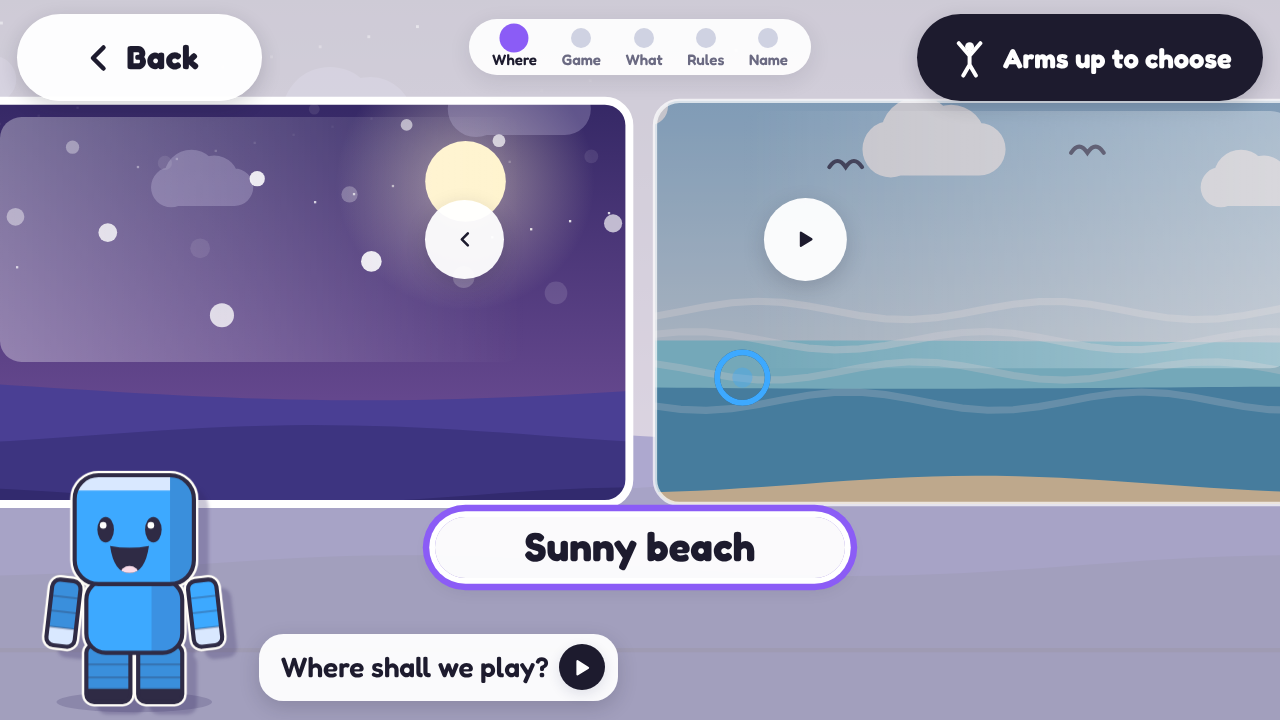 Back
Where
Game
What
Rules
Name
Arms up to choose
Sunny beach
Where shall we play?